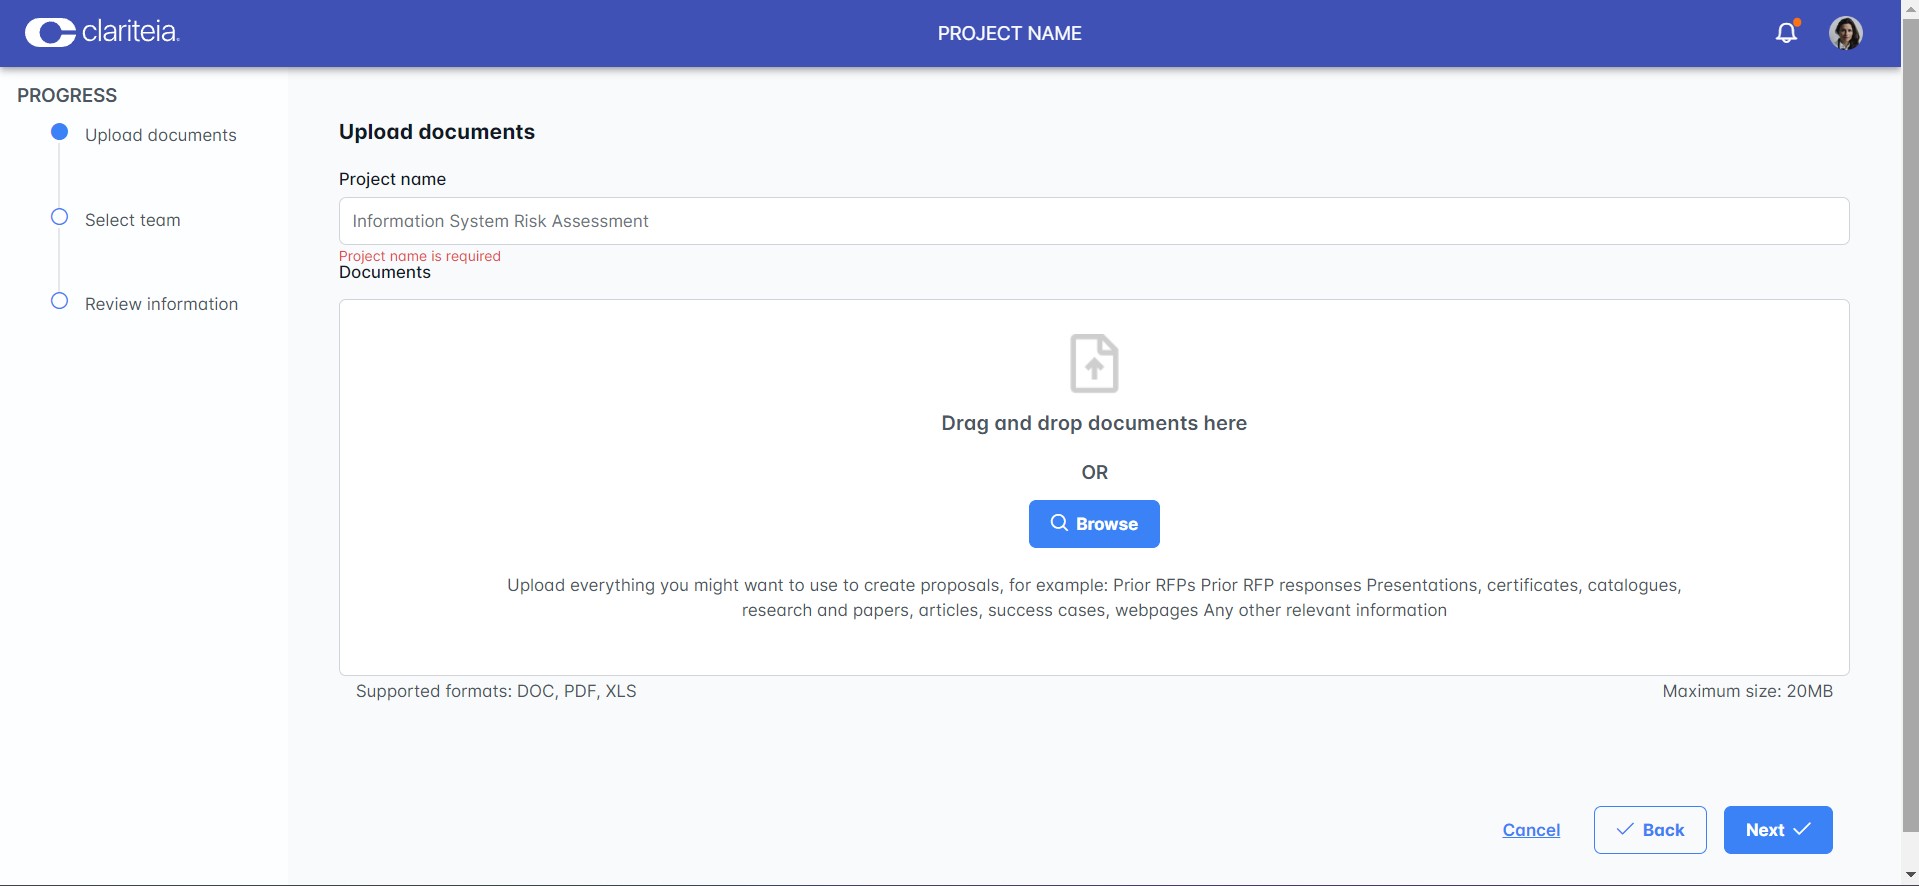 clariteia.
PROJECT NAME
PROGRESS
Upload documents
Select team
Review information
Upload documents
Project name
Information System Risk Assessment
Project name is required
Documents
Drag and drop documents here
OR
Browse
Upload everything you might want to use to create proposals, for example: Prior RFPs Prior RFP responses Presentations, certificates, catalogues,
research and papers, articles, success cases, webpages Any other relevant information
Supported formats: DOC, PDF, XLS
Maximum size: 20MB
Cancel
Back
Next